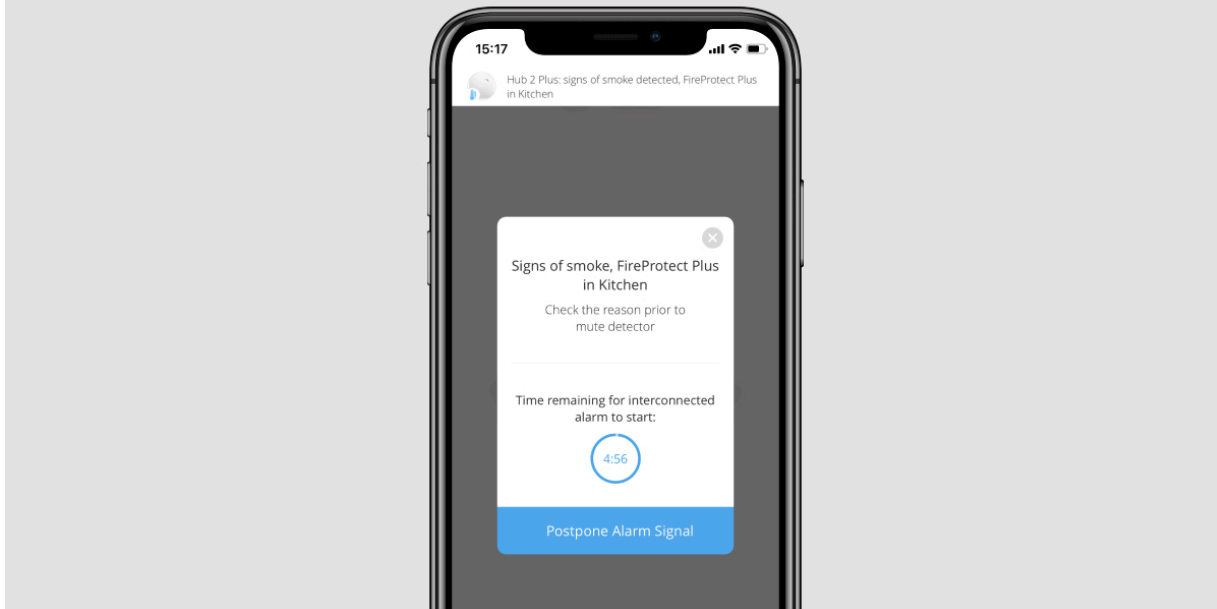 15:17
Hub 2 Plus: signs of smoke detected, FireProtect Plus
in Kitchen
Signs of smoke, FireProtect Plus
in Kitchen
Check the reason prior to
mute detector
Time remaining for interconnected
alarm to start:
4:56
Postpone Alarm Signal